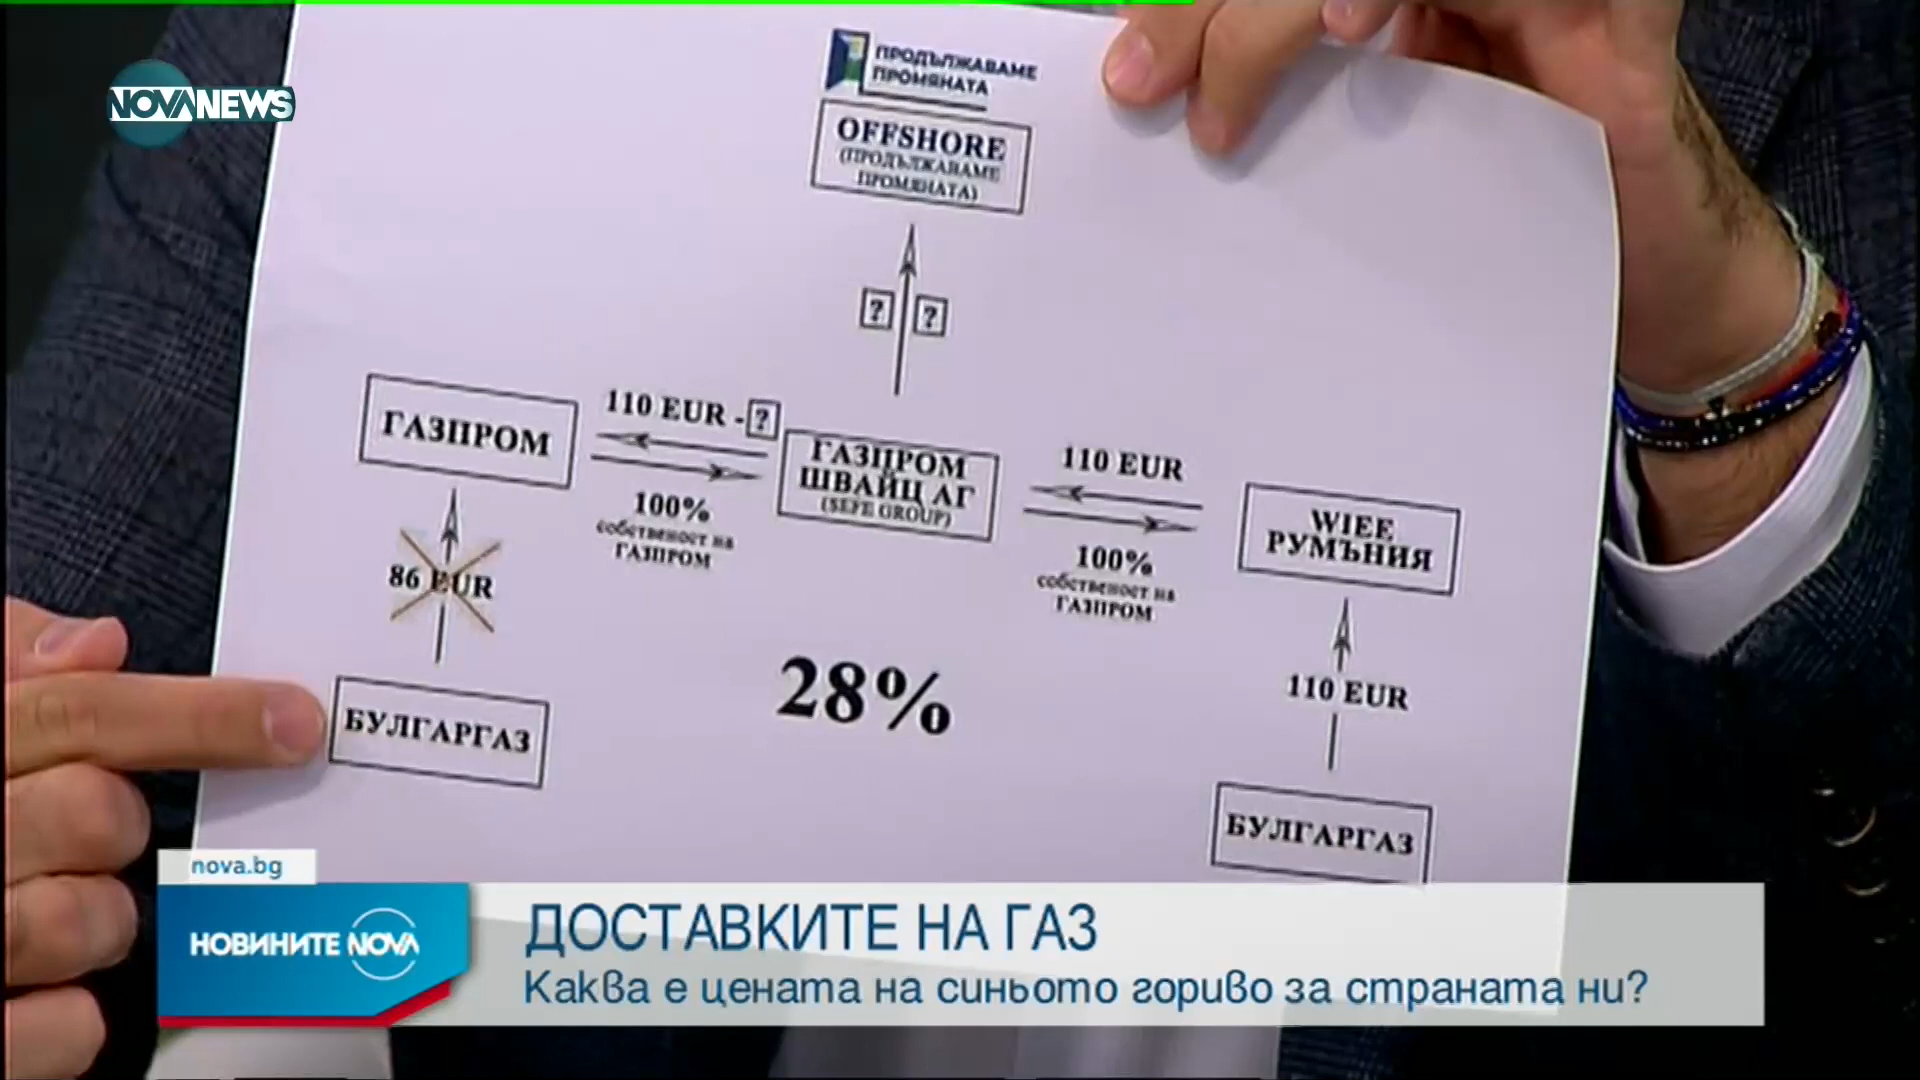 NOVANEWS
ПРОДЪЛЖАВАМЕ
ПРОМЯНАТА
OFFSHORE
(ПРОДЪЛЖАВАМЕ
ПРОМЯНАТА)
? ?
ГАЗПРОМ
110 EUR - ?
100%
собственост на
ГАЗПРОМ
ГАЗПРОМ
ШВАЙЦ АГ
(SEFE GROUP)
110 EUR
100%
собственост на
ГАЗПРОМ
WIEE
РУМЪНИЯ
86 EUR
110 EUR
28%
БУЛГАРГАЗ
БУЛГАРГАЗ
nova.bg
НОВИНИТЕ NOVA
ДОСТАВКИТЕ НА ГАЗ
Каква е цената на синьото гориво за страната ни?